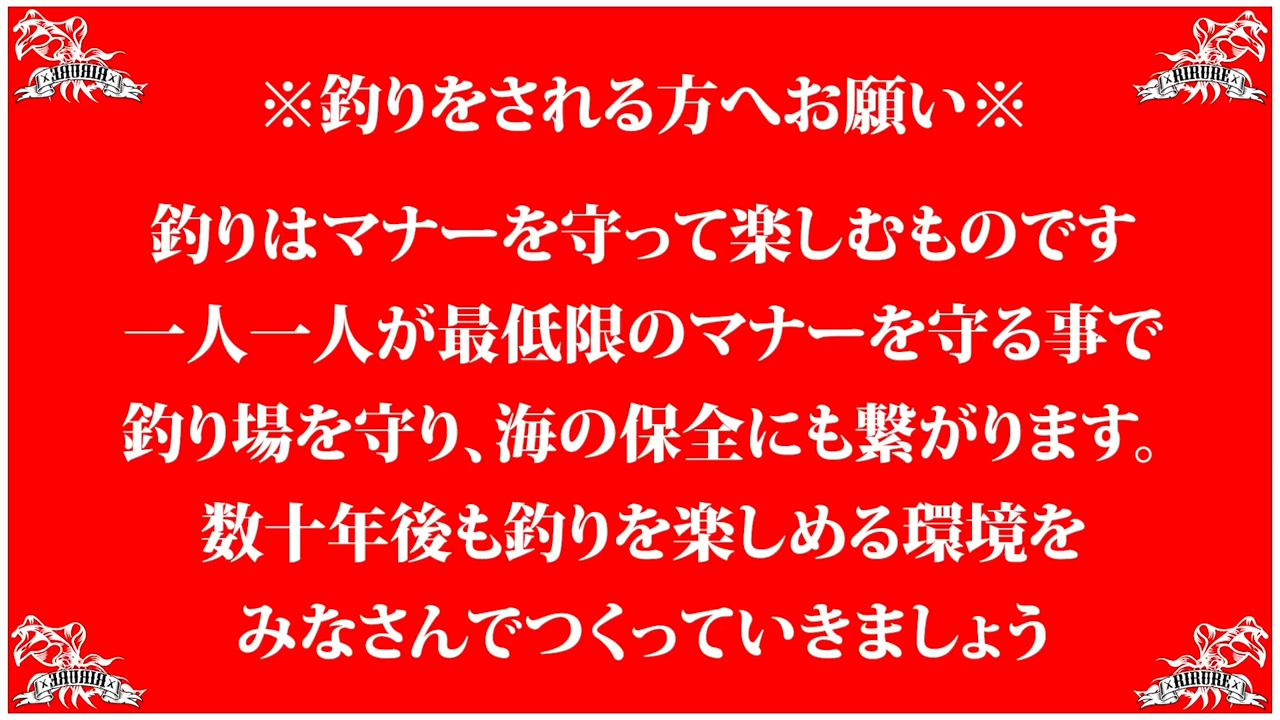 ※釣りをされる方へお願い※
釣りはマナーを守って楽しむものです
一人一人が最低限のマナーを守る事で
釣り場を守り、海の保全にも繋がります。
数十年後も釣りを楽しめる環境を
みなさんでつくっていきましょう
RIRURE
RIRURE
RIRURE
RIRURE